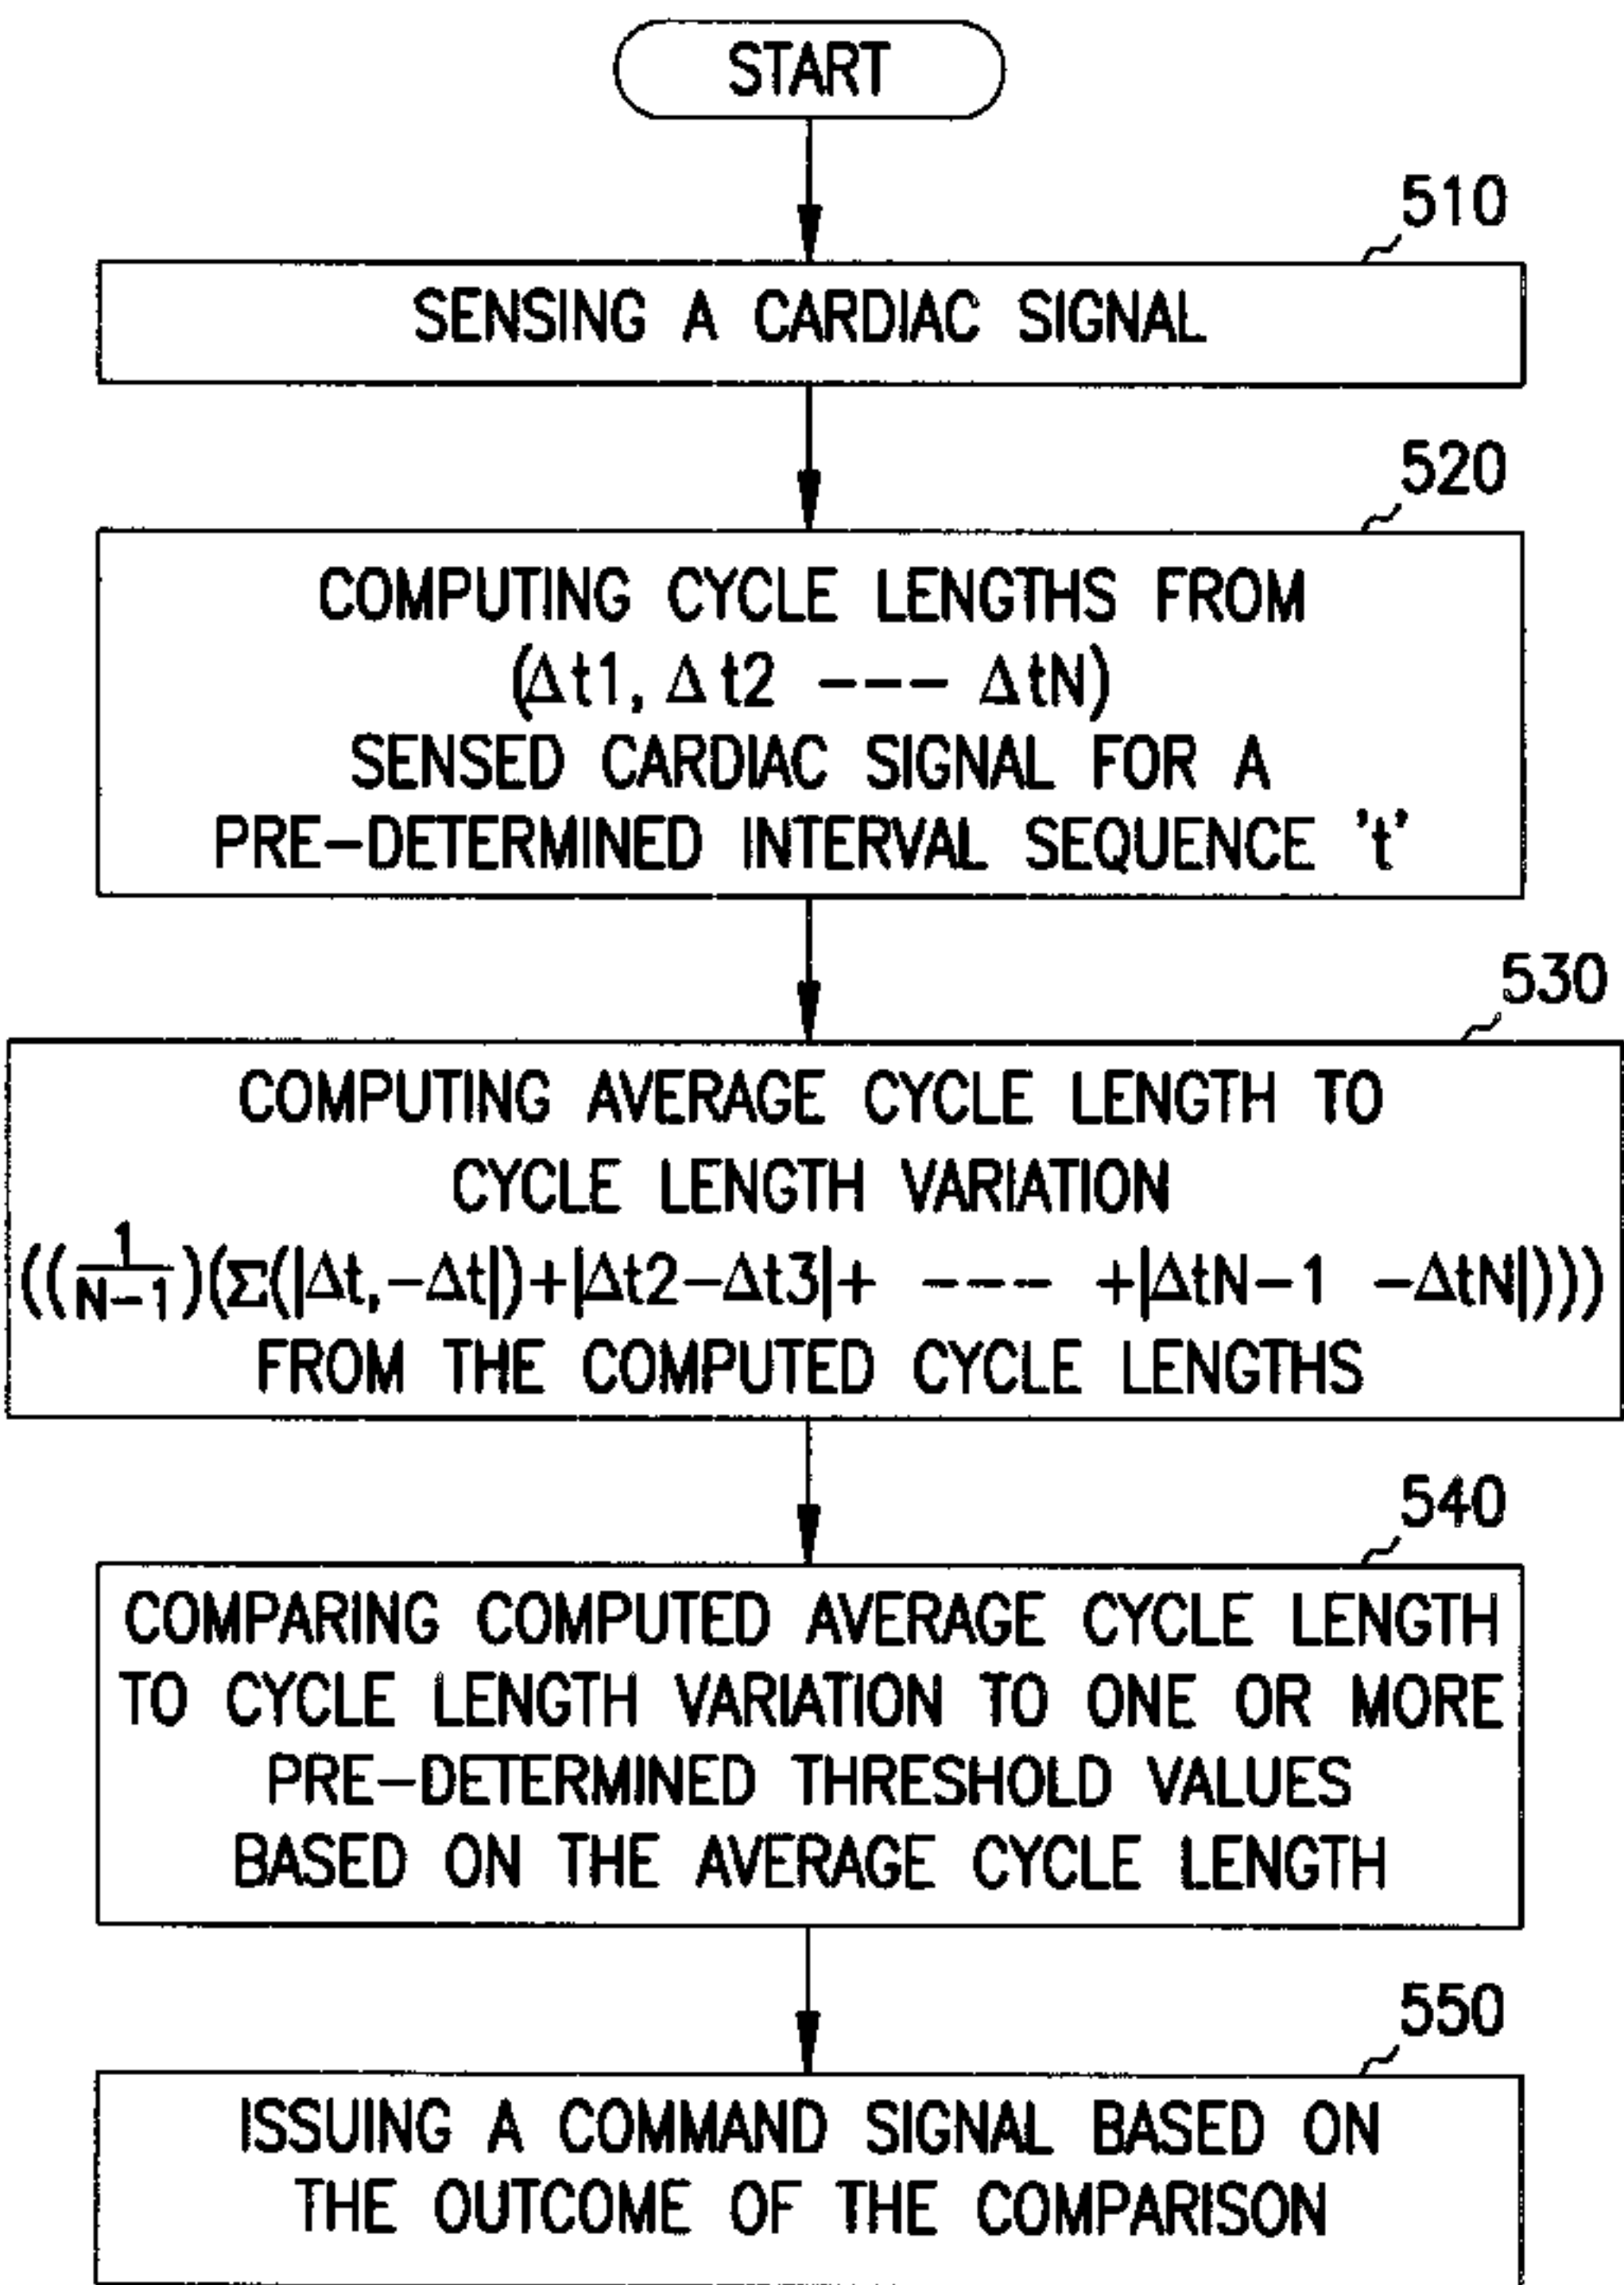 START
510
SENSING A CARDIAC SIGNAL
520
COMPUTING CYCLE LENGTHS FROM
(Δt1, Δt2 --- ΔtN)
SENSED CARDIAC SIGNAL FOR A
PRE-DETERMINED INTERVAL SEQUENCE 't'
530
COMPUTING AVERAGE CYCLE LENGTH TO
CYCLE LENGTH VARIATION
((1/N-1)(Σ(|Δt,-Δt|)+|Δt2-Δt3|+ --- +|ΔtN-1 -ΔtN|)))
FROM THE COMPUTED CYCLE LENGTHS
540
COMPARING COMPUTED AVERAGE CYCLE LENGTH
TO CYCLE LENGTH VARIATION TO ONE OR MORE
PRE-DETERMINED THRESHOLD VALUES
BASED ON THE AVERAGE CYCLE LENGTH
550
ISSUING A COMMAND SIGNAL BASED ON
THE OUTCOME OF THE COMPARISON